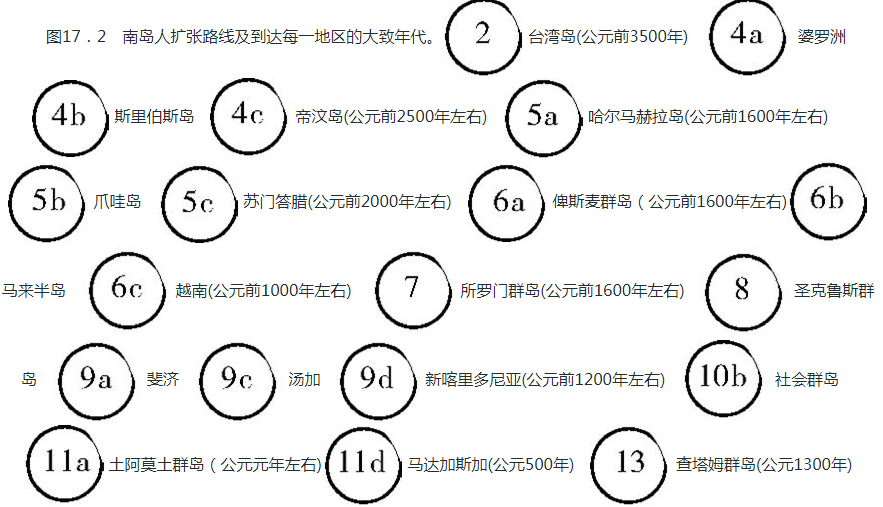 图17．2　南岛人扩张路线及到达每一地区的大致年代。 2 台湾岛(公元前3500年) 4a 婆罗洲
4b 斯里伯斯岛 4c 帝汶岛(公元前2500年左右) 5a 哈尔马赫拉岛(公元前1600年左右)
5b 爪哇岛 5c 苏门答腊(公元前2000年左右) 6a 俾斯麦群岛（公元前1600年左右) 6b
马来半岛 6c 越南(公元前1000年左右) 7 所罗门群岛(公元前1600年左右) 8 圣克鲁斯群
岛 9a 斐济 9c 汤加 9d 新喀里多尼亚(公元前1200年左右) 10b 社会群岛
11a 土阿莫土群岛（公元元年左右) 11d 马达加斯加(公元500年) 13 查塔姆群岛(公元1300年)